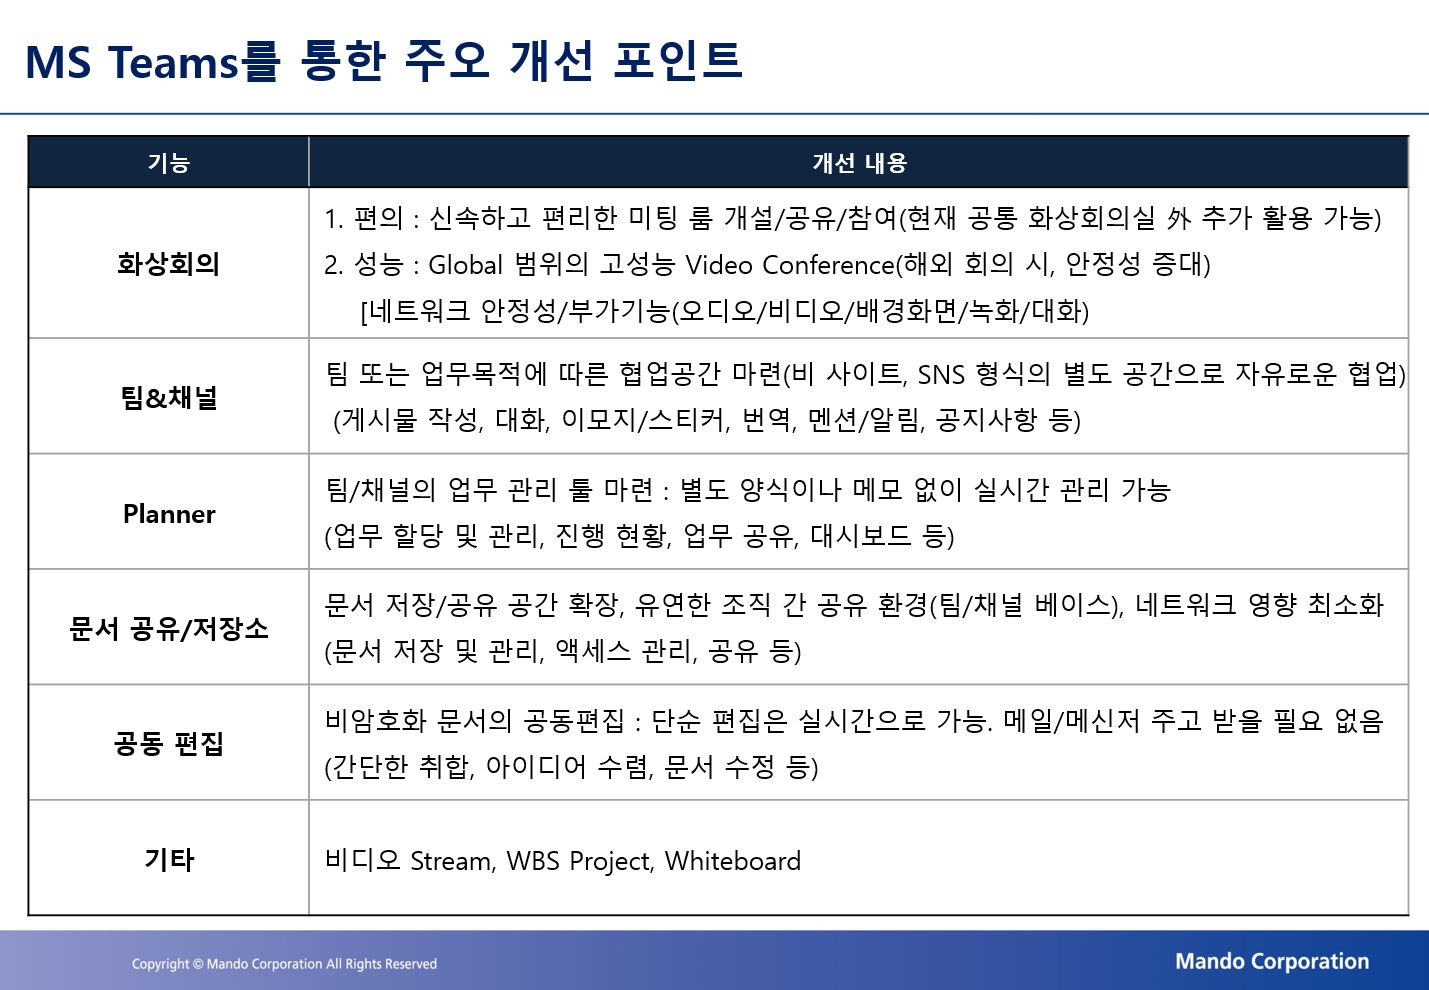 MS Teams를 통한 주오 개선 포인트
기능
개선 내용
화상회의
1. 편의 : 신속하고 편리한 미팅 룸 개설/공유/참여(현재 공통 화상회의실 外 추가 활용 가능)
2. 성능 : Global 범위의 고성능 Video Conference(해외 회의 시, 안정성 증대)
[네트워크 안정성/부가기능(오디오/비디오/배경화면/녹화/대화)
팀&채널
팀 또는 업무목적에 따른 협업공간 마련(비 사이트, SNS 형식의 별도 공간으로 자유로운 협업)
(게시물 작성, 대화, 이모지/스티커, 번역, 멘션/알림, 공지사항 등)
Planner
팀/채널의 업무 관리 툴 마련 : 별도 양식이나 메모 없이 실시간 관리 가능
(업무 할당 및 관리, 진행 현황, 업무 공유, 대시보드 등)
문서 공유/저장소
문서 저장/공유 공간 확장, 유연한 조직 간 공유 환경(팀/채널 베이스), 네트워크 영향 최소화
(문서 저장 및 관리, 액세스 관리, 공유 등)
공동 편집
비암호화 문서의 공동편집 : 단순 편집은 실시간으로 가능. 메일/메신저 주고 받을 필요 없음
(간단한 취합, 아이디어 수렴, 문서 수정 등)
기타
비디오 Stream, WBS Project, Whiteboard
Copyright © Mando Corporation All Rights Reserved
Mando Corporation